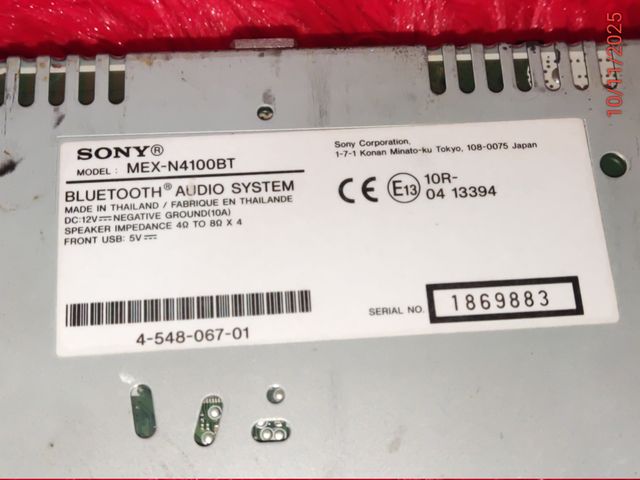 SONY®
MODEL : MEX-N4100BT
BLUETOOTH® AUDIO SYSTEM
MADE IN THAILAND / FABRIQUE EN THAILANDE
DC:12V⎓NEGATIVE GROUND(10A)
SPEAKER IMPEDANCE 4Ω TO 8Ω X 4
FRONT USB: 5V⎓
Sony Corporation,
1-7-1 Konan Minato-ku Tokyo, 108-0075 Japan
CE E13 10R-
04 13394
4-548-067-01
SERIAL NO. 1869883
10/11/2025